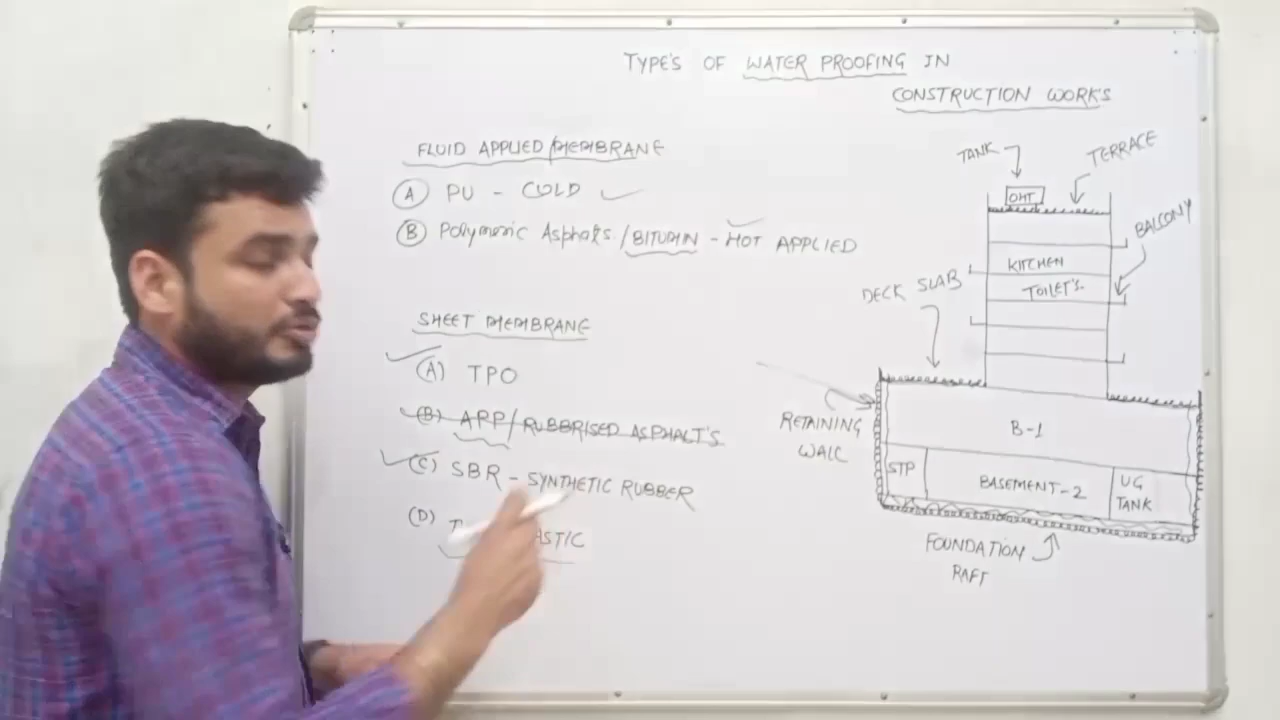 TYPE'S OF WATER PROOFING IN
CONSTRUCTION WORK'S
FLUID APPLIED/MEMBRANE
(A) PU - COLD
(B) Polymeric Asphalts/BITUMIN - HOT APPLIED
SHEET MEMBRANE
(A) TPO
(B) APP/RUBBRISED ASPHALT'S
(C) SBR - SYNTHETIC RUBBER
(D)
TANK
TERRACE
OHT
BALCONY
KITCHEN
TOILET'S
DECK SLAB
RETAINING
WALL
B-1
STP
BASEMENT-2
UG
TANK
FOUNDATION
RAFT